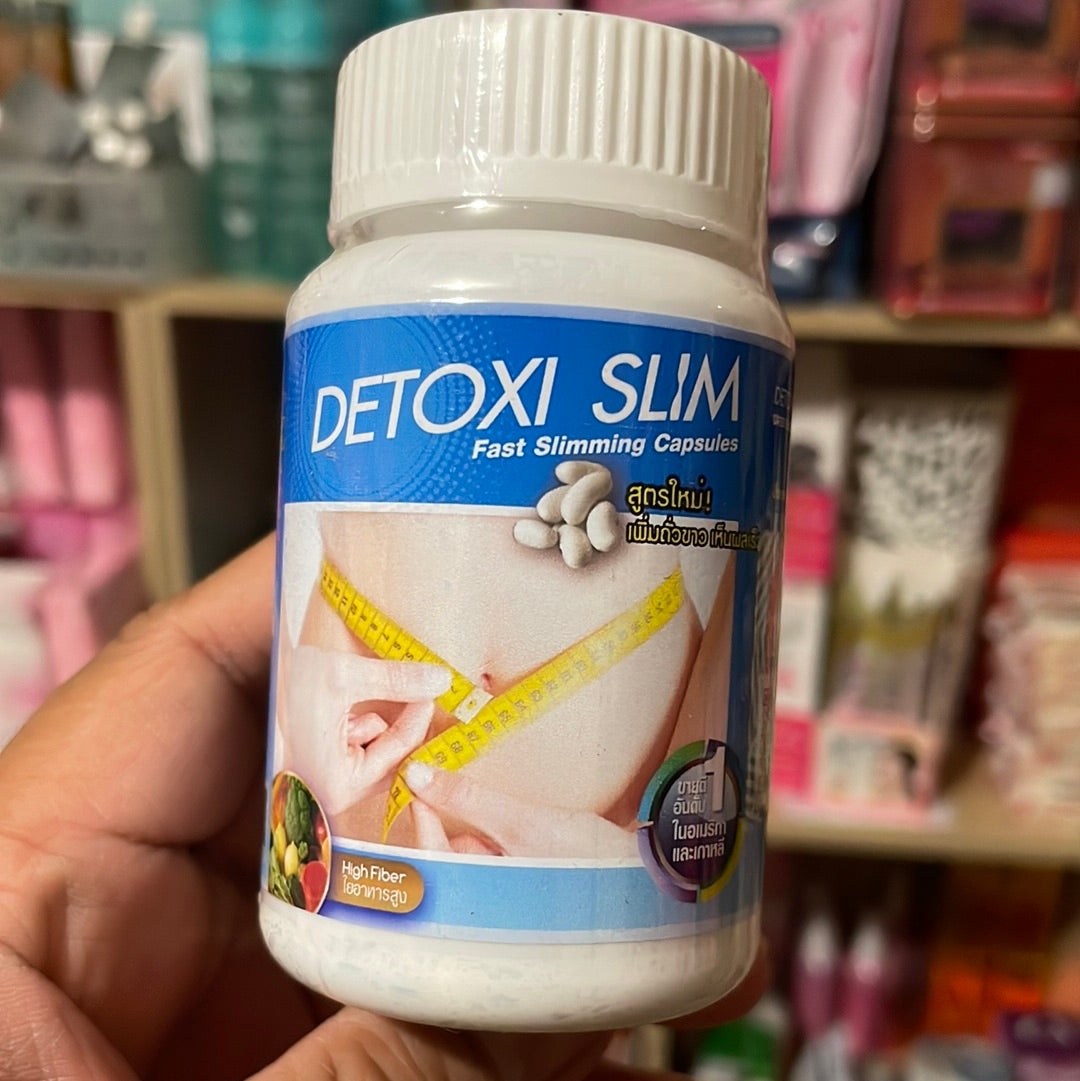 DETOXI SLIM
Fast Slimming Capsules
สูตรใหม่!
เพิ่มถั่วขาว
ขายดี
อันดับ 1
ในอเมริกา
และเกาหลี
High Fiber
ใยอาหารสูง